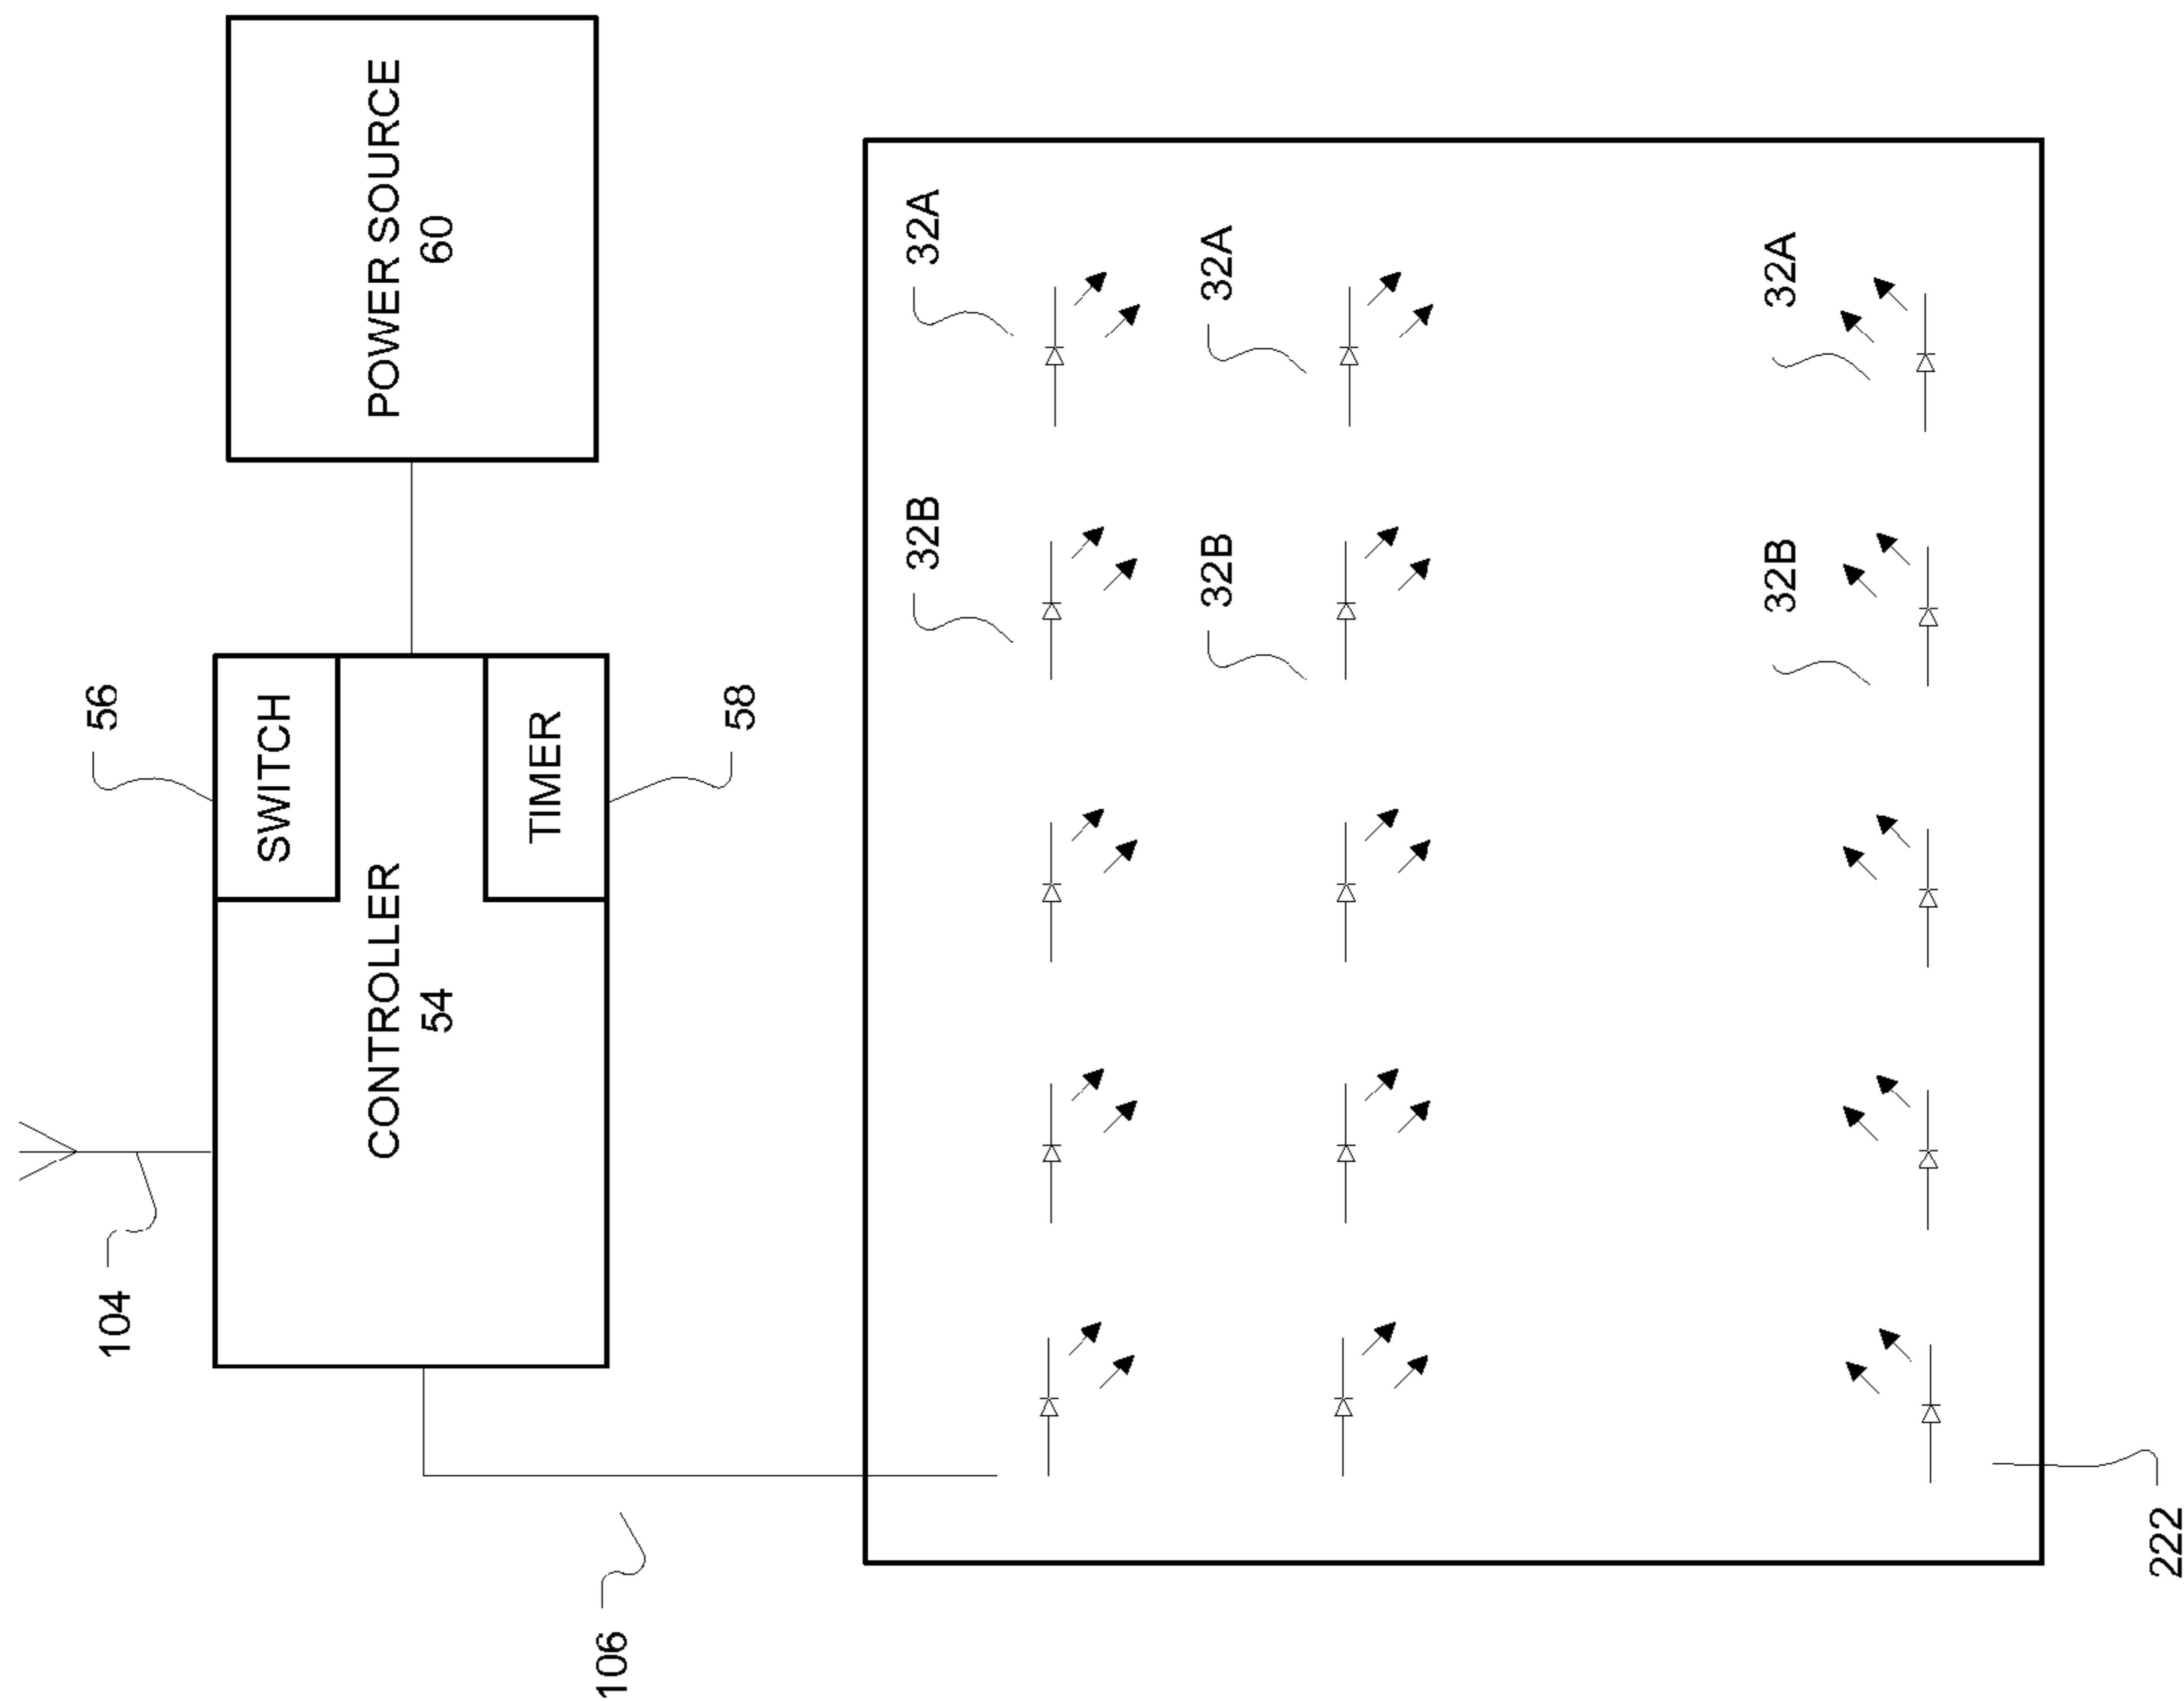 POWER SOURCE
60
56
SWITCH
CONTROLLER
54
TIMER
58
104
106
32A
32B
32A
32B
32A
32B
222